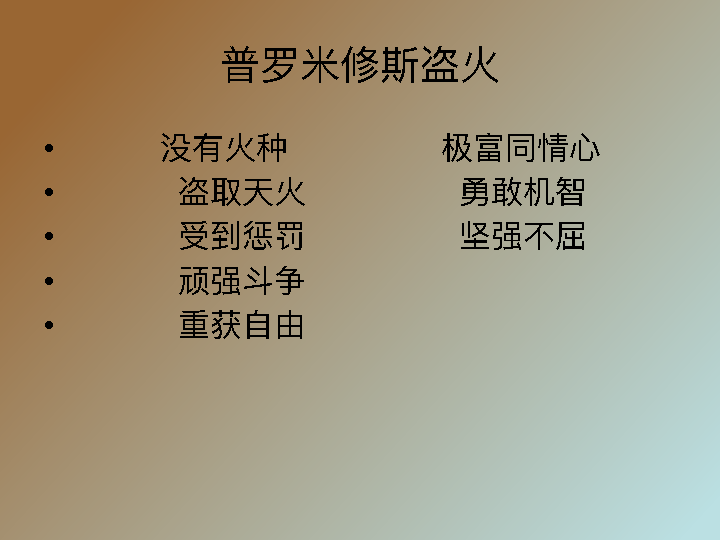 普罗米修斯盗火
• 没有火种 极富同情心
• 盗取天火 勇敢机智
• 受到惩罚 坚强不屈
• 顽强斗争
• 重获自由